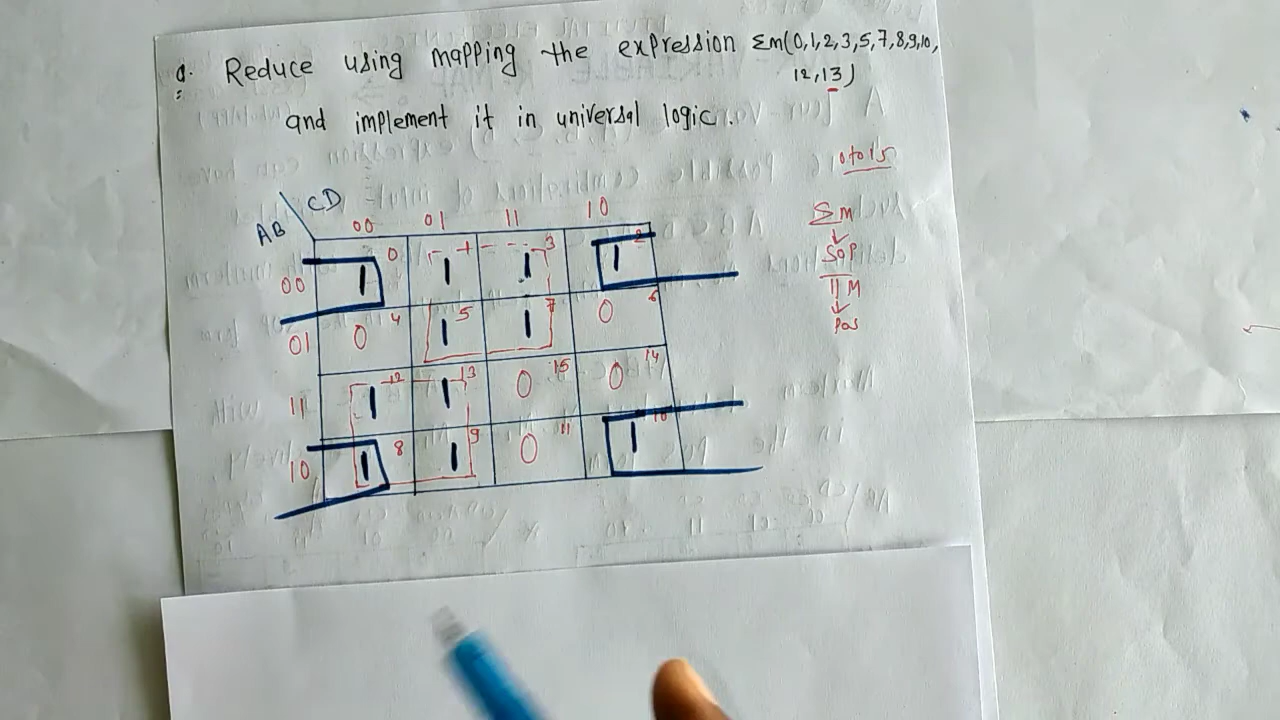 Q. Reduce using mapping the expression Σm(0,1,2,3,5,7,8,9,10,
12,13)
and implement it in universal logic.
0 to 15
Σm
SOP
ΠM
Pos
CD
AB
00 01 11 10
00 1 0 1 1 1 3 1 2
01 0 4 1 5 1 7 0 6
11 1 12 1 13 0 15 0 14
10 1 8 1 9 0 11 1 10